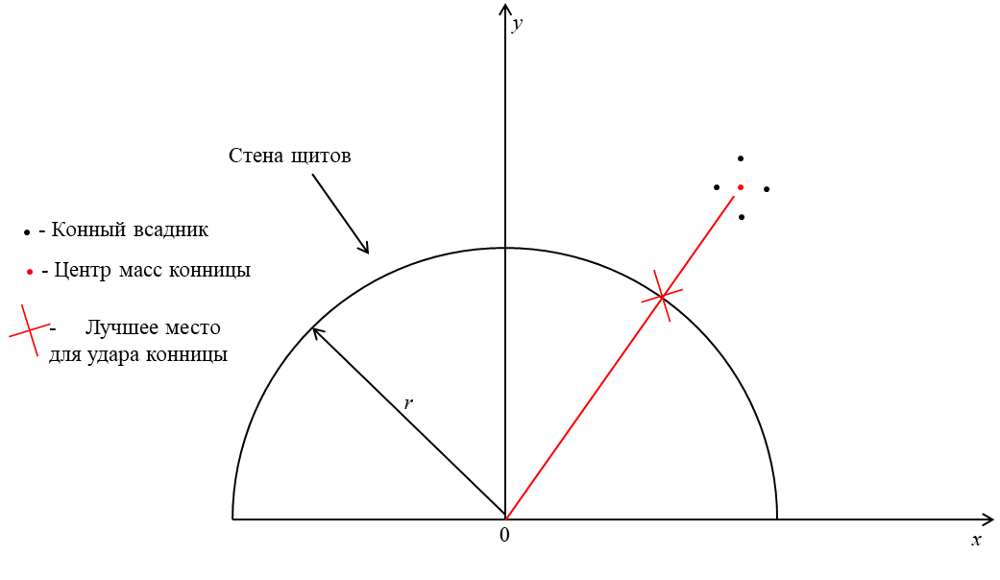 y
Стена щитов
- Конный всадник
- Центр масс конницы
- Лучшее место
для удара конницы
r
0
x